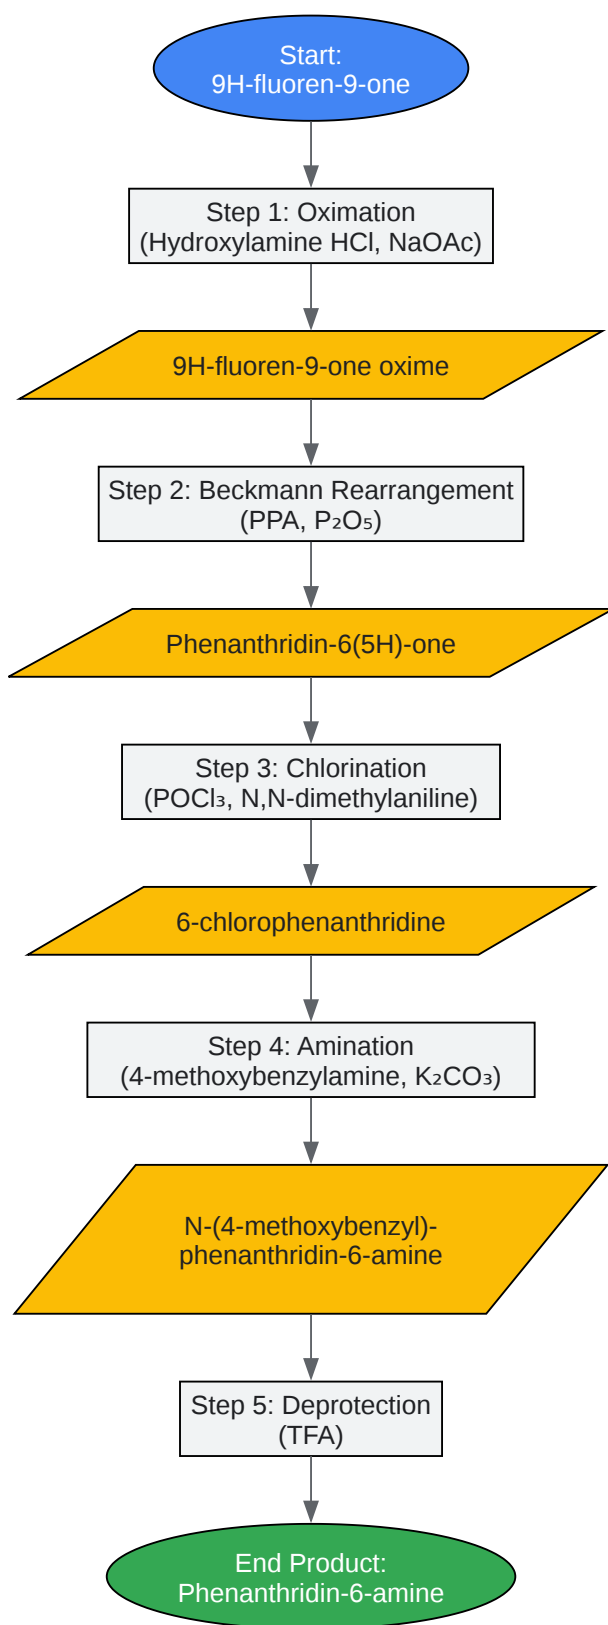 Start:
9H-fluoren-9-one
Step 1: Oximation
(Hydroxylamine HCl, NaOAc)
9H-fluoren-9-one oxime
Step 2: Beckmann Rearrangement
(PPA, P₂O₅)
Phenanthridin-6(5H)-one
Step 3: Chlorination
(POCl₃, N,N-dimethylaniline)
6-chlorophenanthridine
Step 4: Amination
(4-methoxybenzylamine, K₂CO₃)
N-(4-methoxybenzyl)-
phenanthridin-6-amine
Step 5: Deprotection
(TFA)
End Product:
Phenanthridin-6-amine